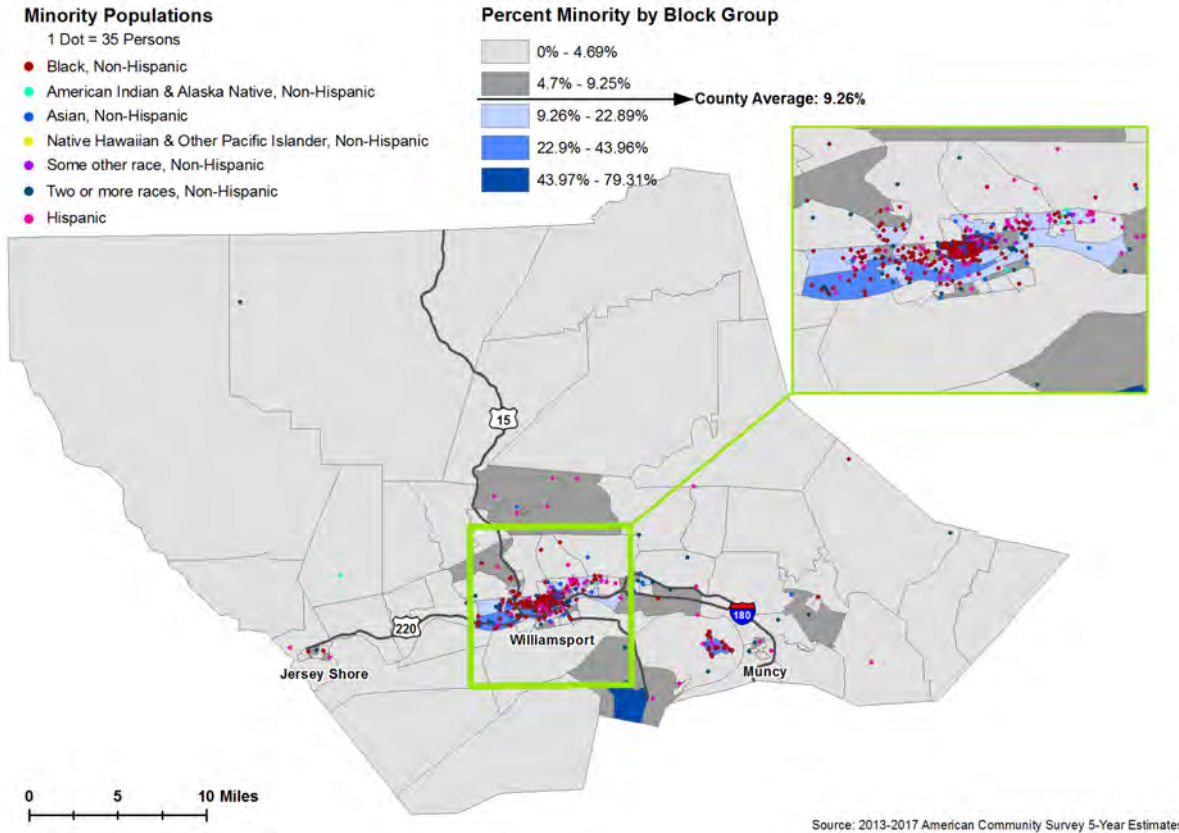 Minority Populations
1 Dot = 35 Persons
Black, Non-Hispanic
American Indian & Alaska Native, Non-Hispanic
Asian, Non-Hispanic
Native Hawaiian & Other Pacific Islander, Non-Hispanic
Some other race, Non-Hispanic
Two or more races, Non-Hispanic
Hispanic
Percent Minority by Block Group
0% - 4.69%
4.7% - 9.25%
County Average: 9.26%
9.26% - 22.89%
22.9% - 43.96%
43.97% - 79.31%
15
220
180
Williamsport
Jersey Shore
Muncy
0 5 10 Miles
Source: 2013-2017 American Community Survey 5-Year Estimates